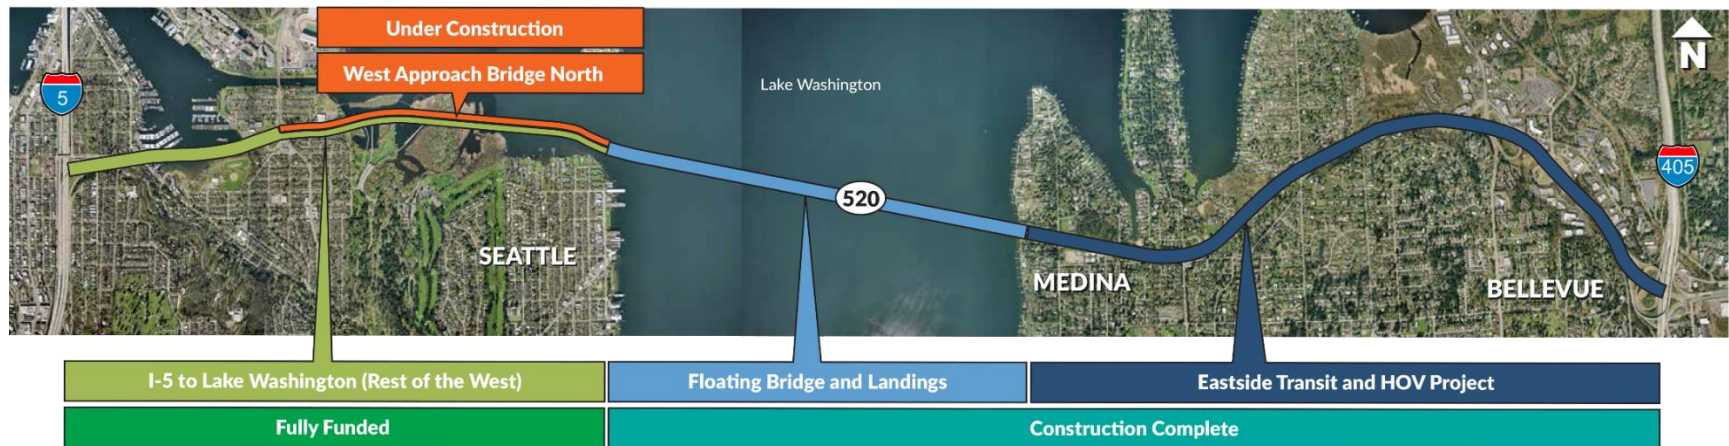 Under Construction
West Approach Bridge North
Lake Washington
N
5
520
405
SEATTLE
MEDINA
BELLEVUE
I-5 to Lake Washington (Rest of the West)
Floating Bridge and Landings
Eastside Transit and HOV Project
Fully Funded
Construction Complete